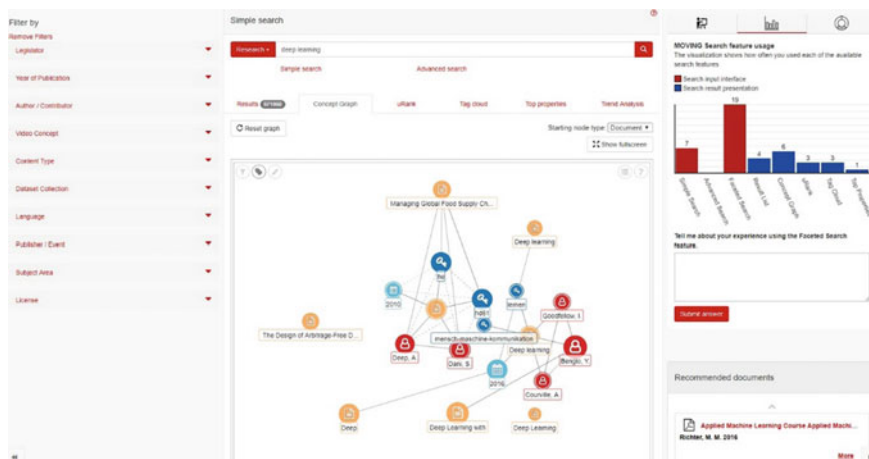 Filter by
Remove Filters
Legislator
Year of Publication
Author / Contributor
Video Concept
Content Type
Dataset Collection
Language
Publisher / Event
Subject Area
License
Simple search
Research
deep learning
Simple search
Advanced search
Results
Concept Graph
uRank
Tag cloud
Top properties
Trend Analysis
Reset graph
Starting node type: Document
Show fullscreen
Managing Global Food Supply Ch...
Deep learning
2010
hd61
lernen
Goodfellow, I.
The Design of Arbitrage-Free D...
mensch-maschine-kommunikation
Deep, A.
Dani, S.
Deep learning
Bengio, Y.
2016
Courville, A.
Deep
Deep Learning with
Deep Learning
MOVING Search feature usage
The visualization shows how often you used each of the available
search features
Search input interface
Search result presentation
19
7
4
6
3
3
1
Simple Search
Advanced Search
Faceted Search
Result List
Concept Graph
uRank
Tag Cloud
Top Properties
Tell me about your experience using the Faceted Search
feature.
Submit answer
Recommended documents
Applied Machine Learning Course Applied Machi...
Richter, M. M. 2016
More